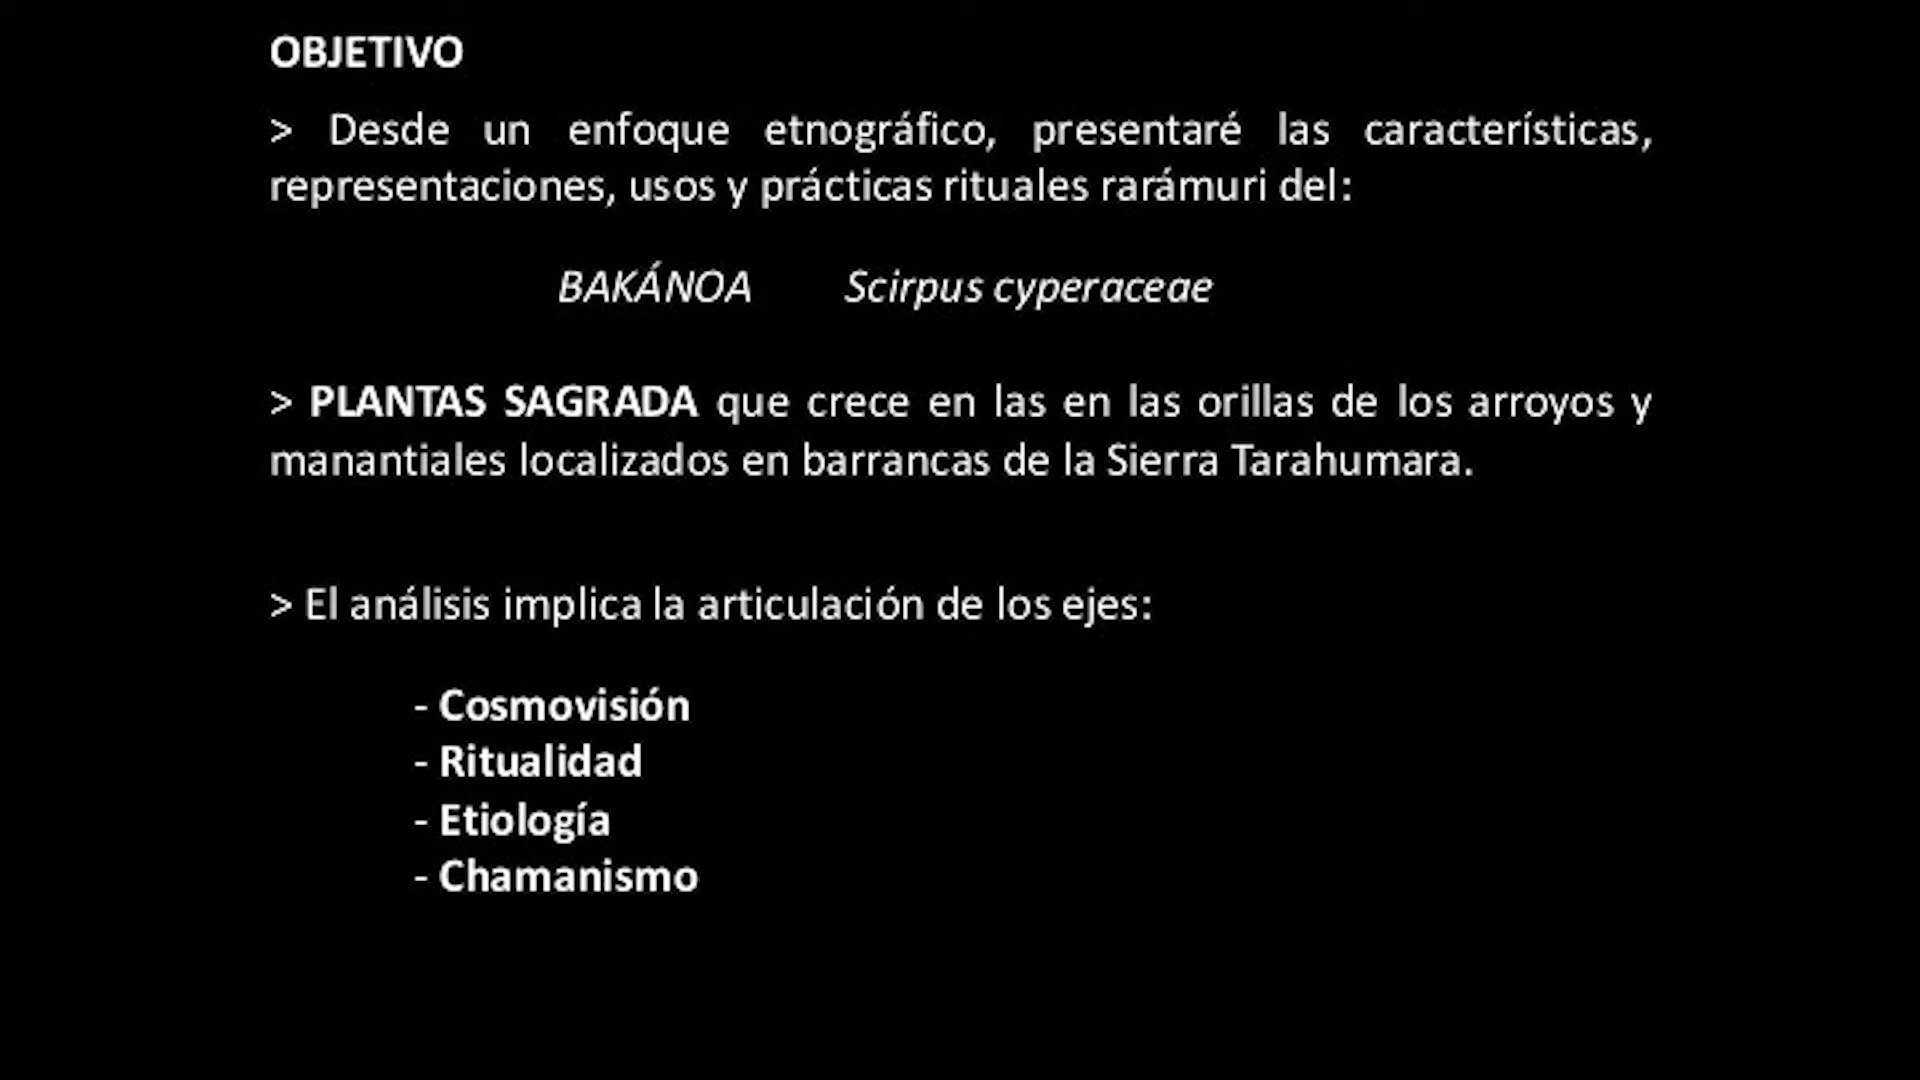 OBJETIVO
> Desde un enfoque etnográfico, presentaré las características,
representaciones, usos y prácticas rituales rarámuri del:
BAKÁNOA Scirpus cyperaceae
> PLANTAS SAGRADA que crece en las en las orillas de los arroyos y
manantiales localizados en barrancas de la Sierra Tarahumara.
> El análisis implica la articulación de los ejes:
- Cosmovisión
- Ritualidad
- Etiología
- Chamanismo